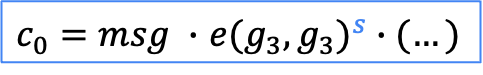 c₀ = msg · e(g₃, g₃)ˢ · (…)